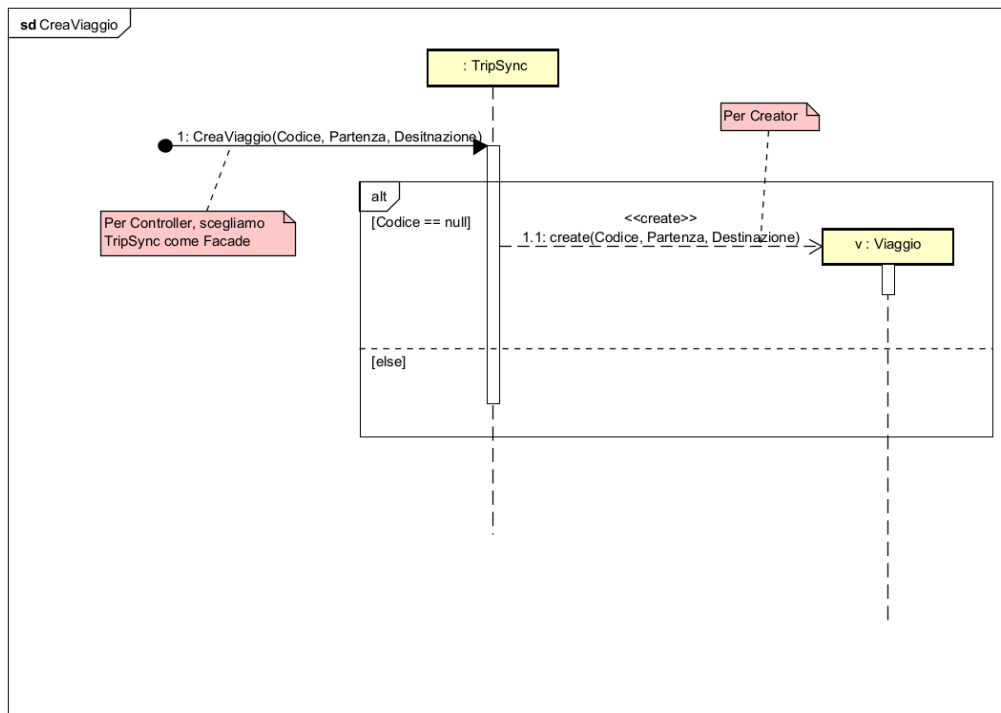 sd CreaViaggio
: TripSync
Per Creator
1: CreaViaggio(Codice, Partenza, Desitnazione)
alt
[Codice == null]
Per Controller, scegliamo
TripSync come Facade
<<create>>
1.1: create(Codice, Partenza, Destinazione)
v : Viaggio
[else]